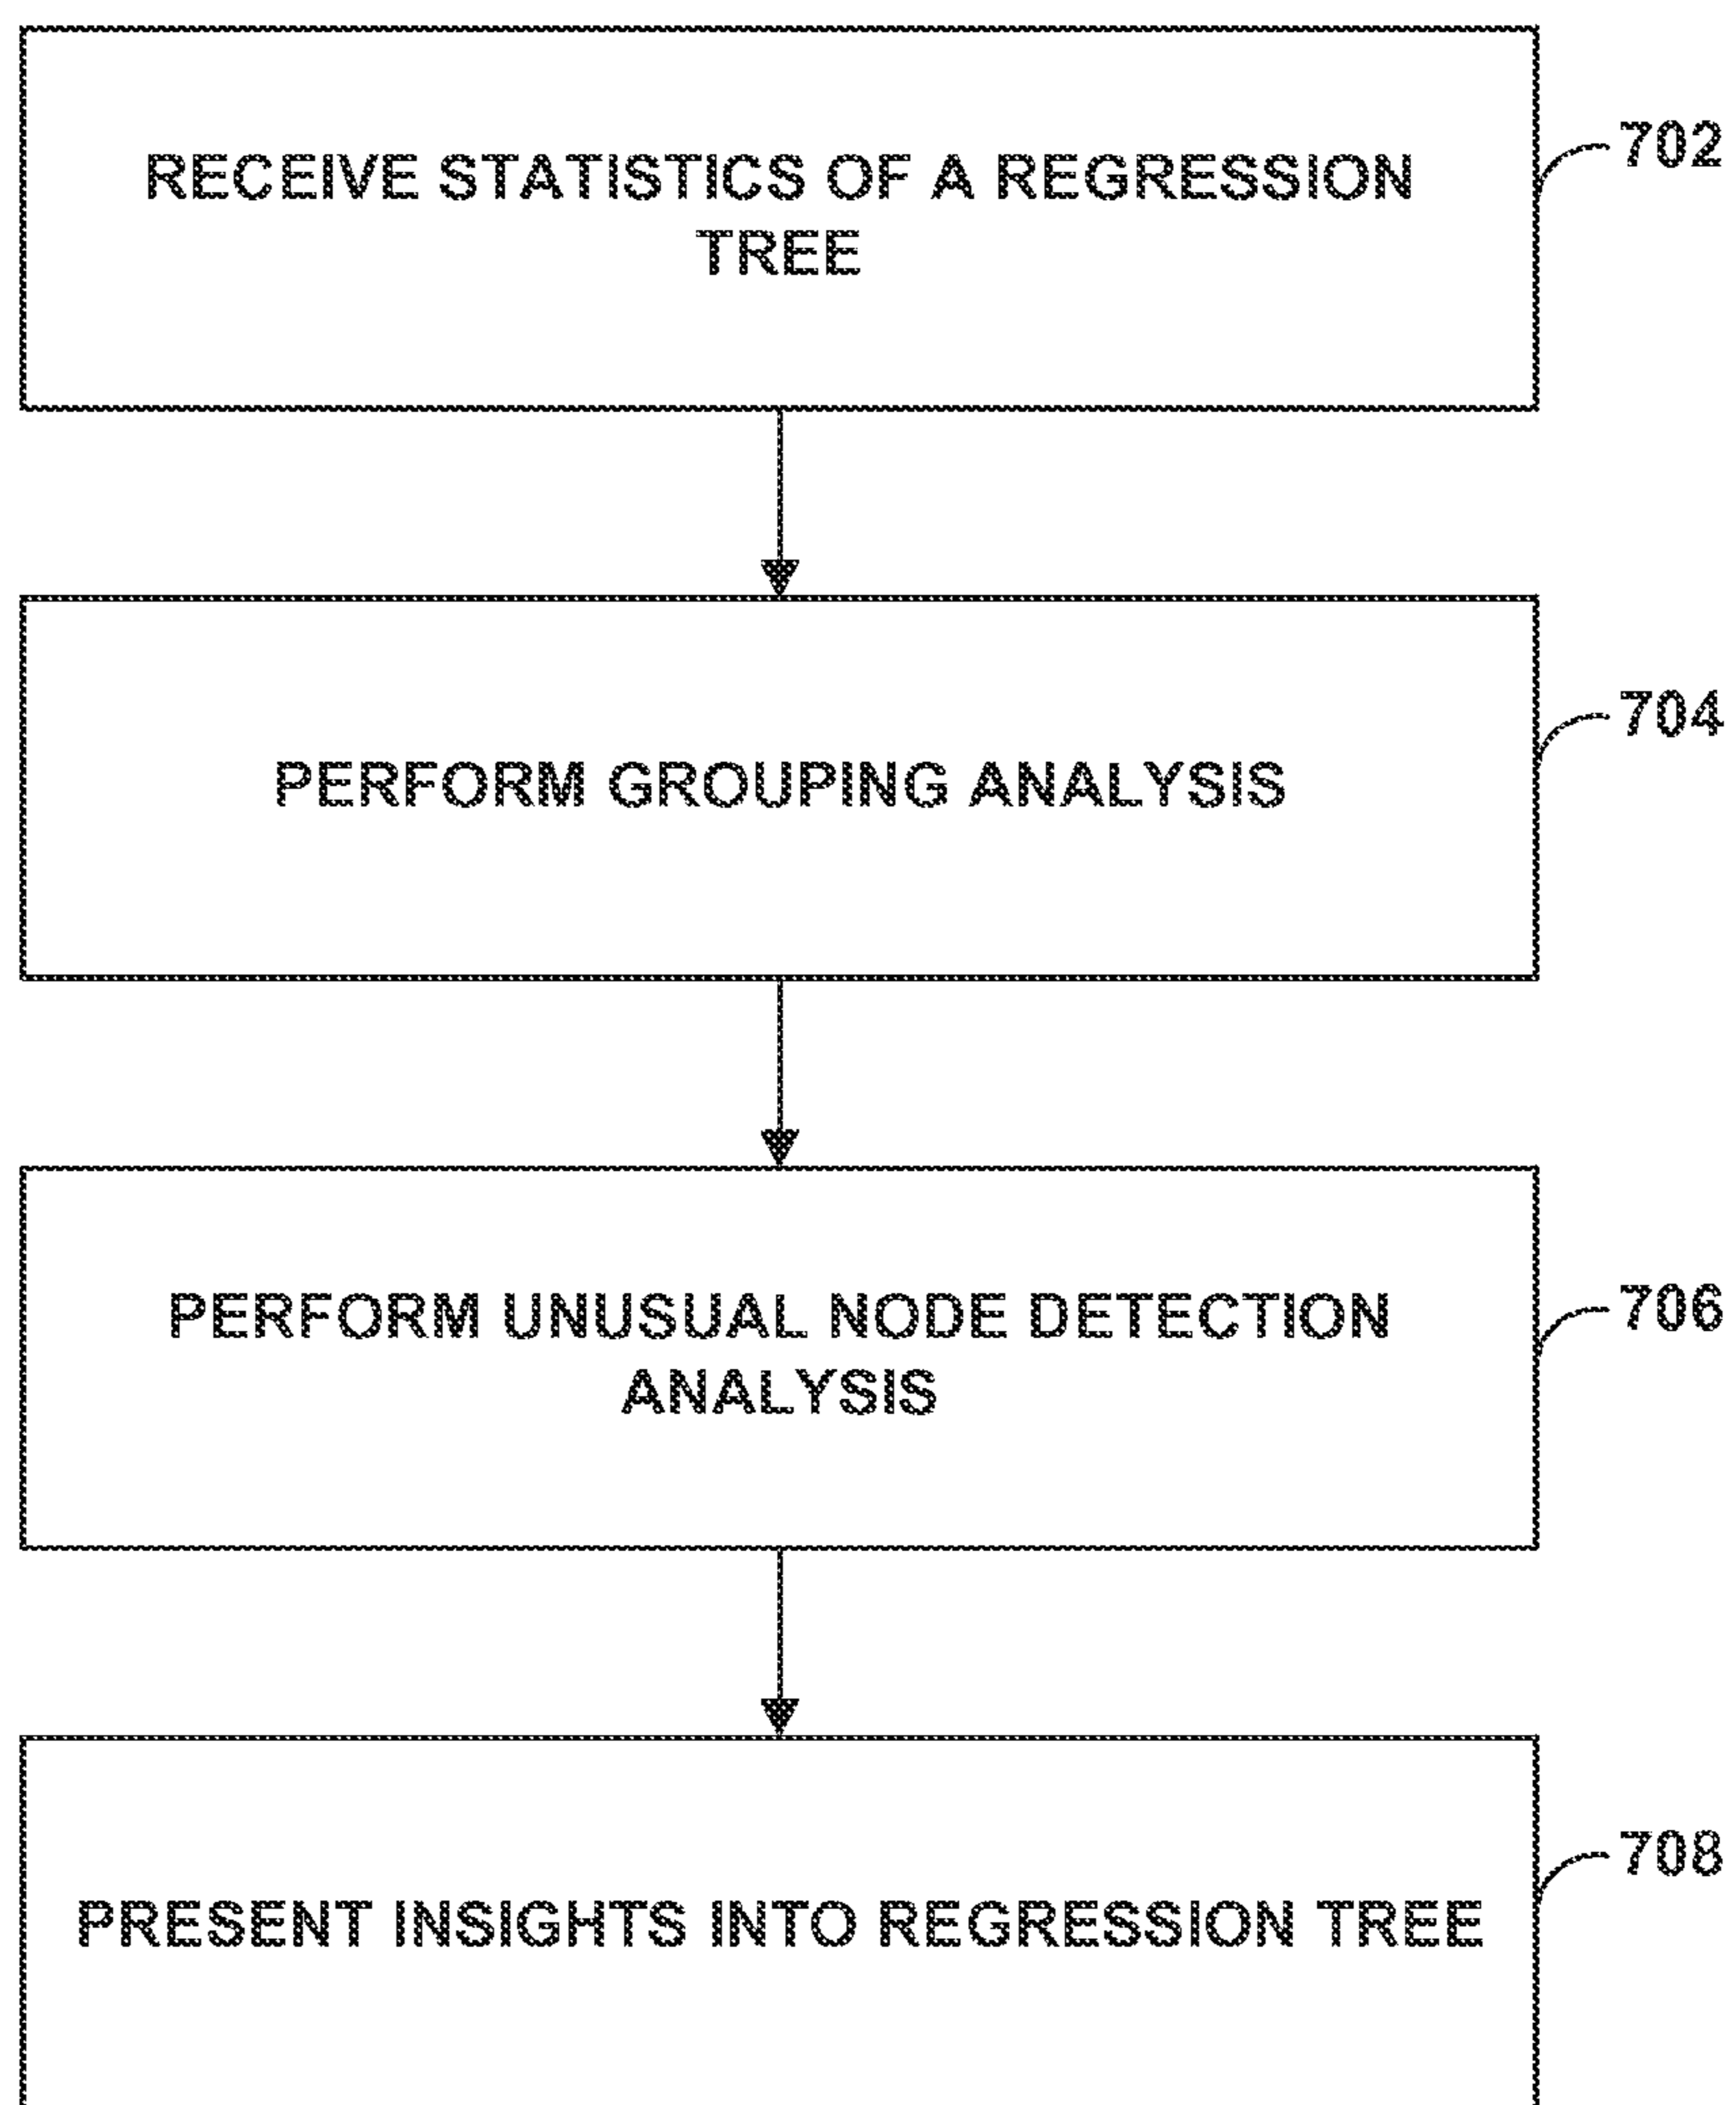 RECEIVE STATISTICS OF A REGRESSION
TREE
702
PERFORM GROUPING ANALYSIS
704
PERFORM UNUSUAL NODE DETECTION
ANALYSIS
706
PRESENT INSIGHTS INTO REGRESSION TREE
708